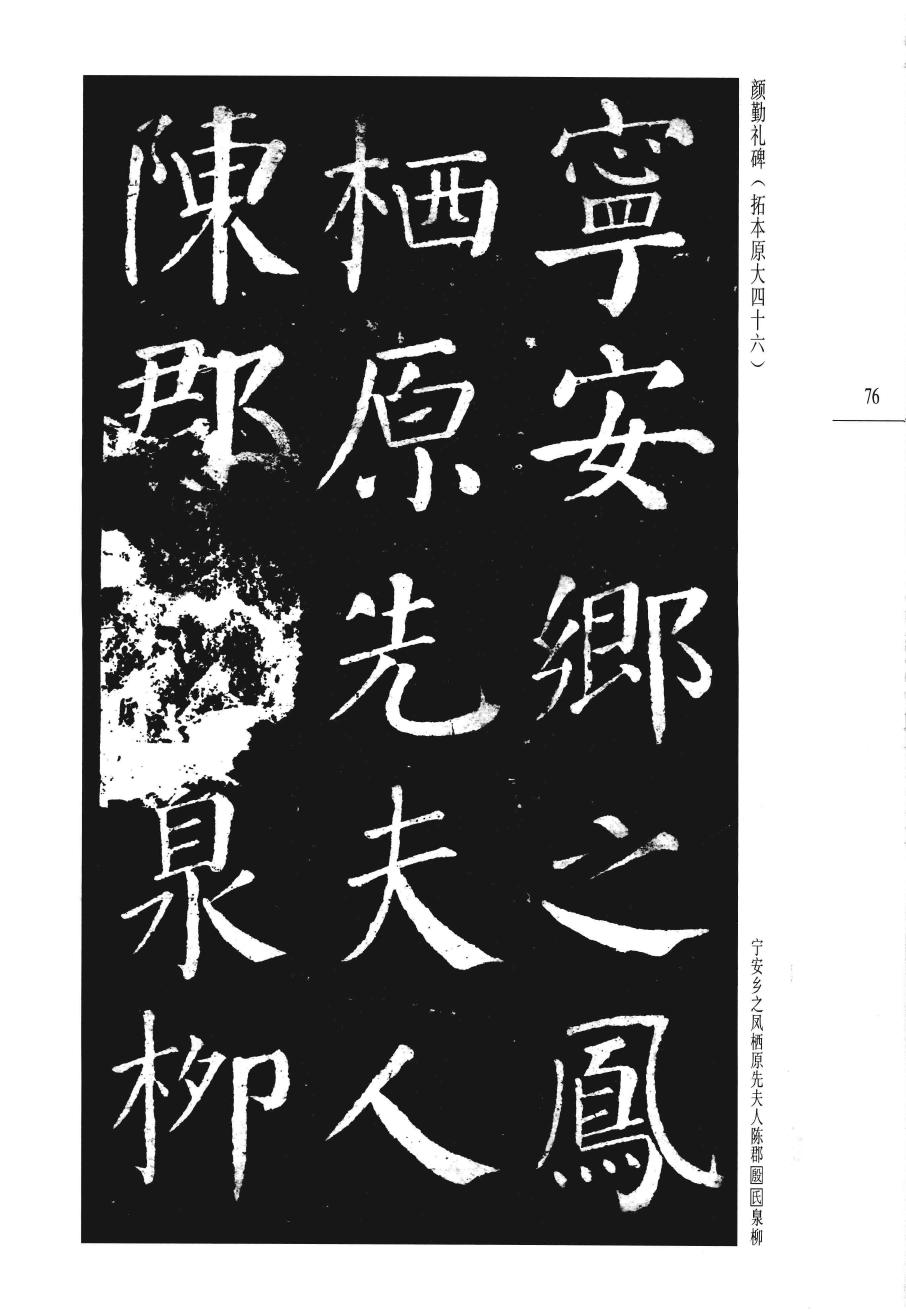 颜勤礼碑（拓本原大四十六）
76
寧安鄉之鳳
栖原先夫人
陳郡泉柳
宁安乡之凤栖原先夫人陈郡殷氏泉柳